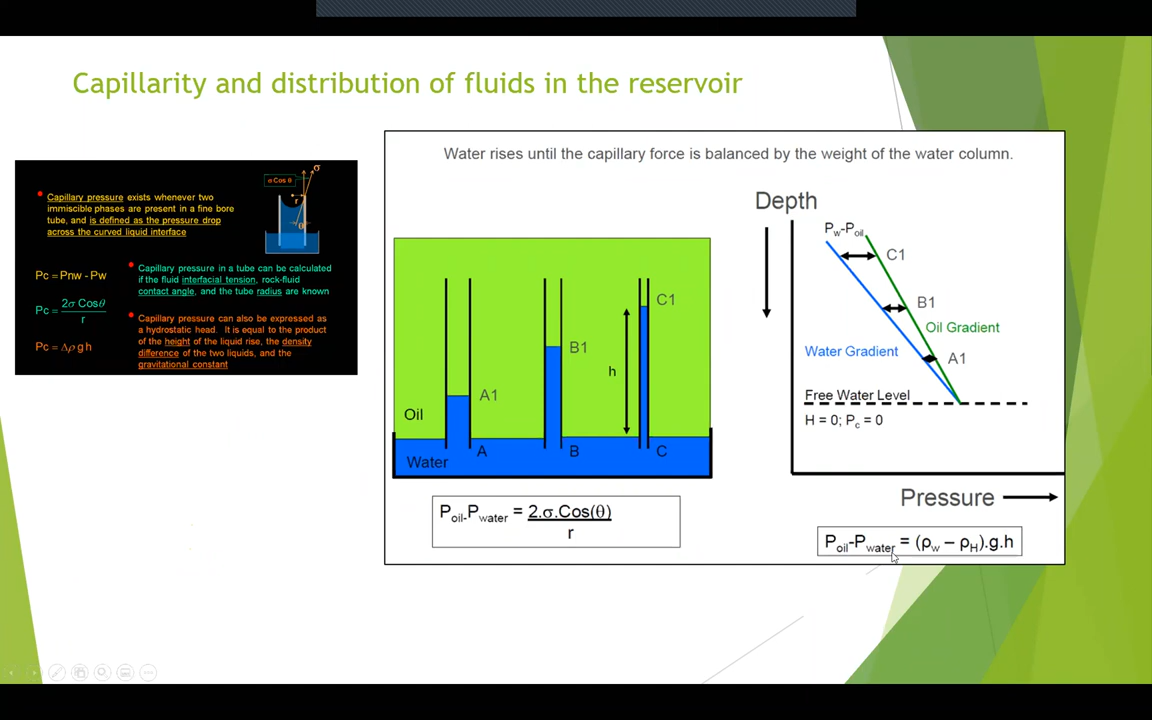 Capillarity and distribution of fluids in the reservoir
σ
σ Cos θ
r
θ
Capillary pressure exists whenever two
immiscible phases are present in a fine bore
tube, and is defined as the pressure drop
across the curved liquid interface
Pc = Pnw - Pw
Pc = 2σ Cosθ
r
Pc = Δρ g h
Capillary pressure in a tube can be calculated
if the fluid interfacial tension, rock-fluid
contact angle, and the tube radius are known
Capillary pressure can also be expressed as
a hydrostatic head. It is equal to the product
of the height of the liquid rise, the density
difference of the two liquids, and the
gravitational constant
Water rises until the capillary force is balanced by the weight of the water column.
C1
B1
h
A1
Oil
A
B
C
Water
Poil-Pwater = 2.σ.Cos(θ)
r
Depth
Pw-Poil
C1
B1
Oil Gradient
Water Gradient
A1
Free Water Level
H = 0; Pc = 0
Pressure
Poil-Pwater = (ρw – ρH).g.h